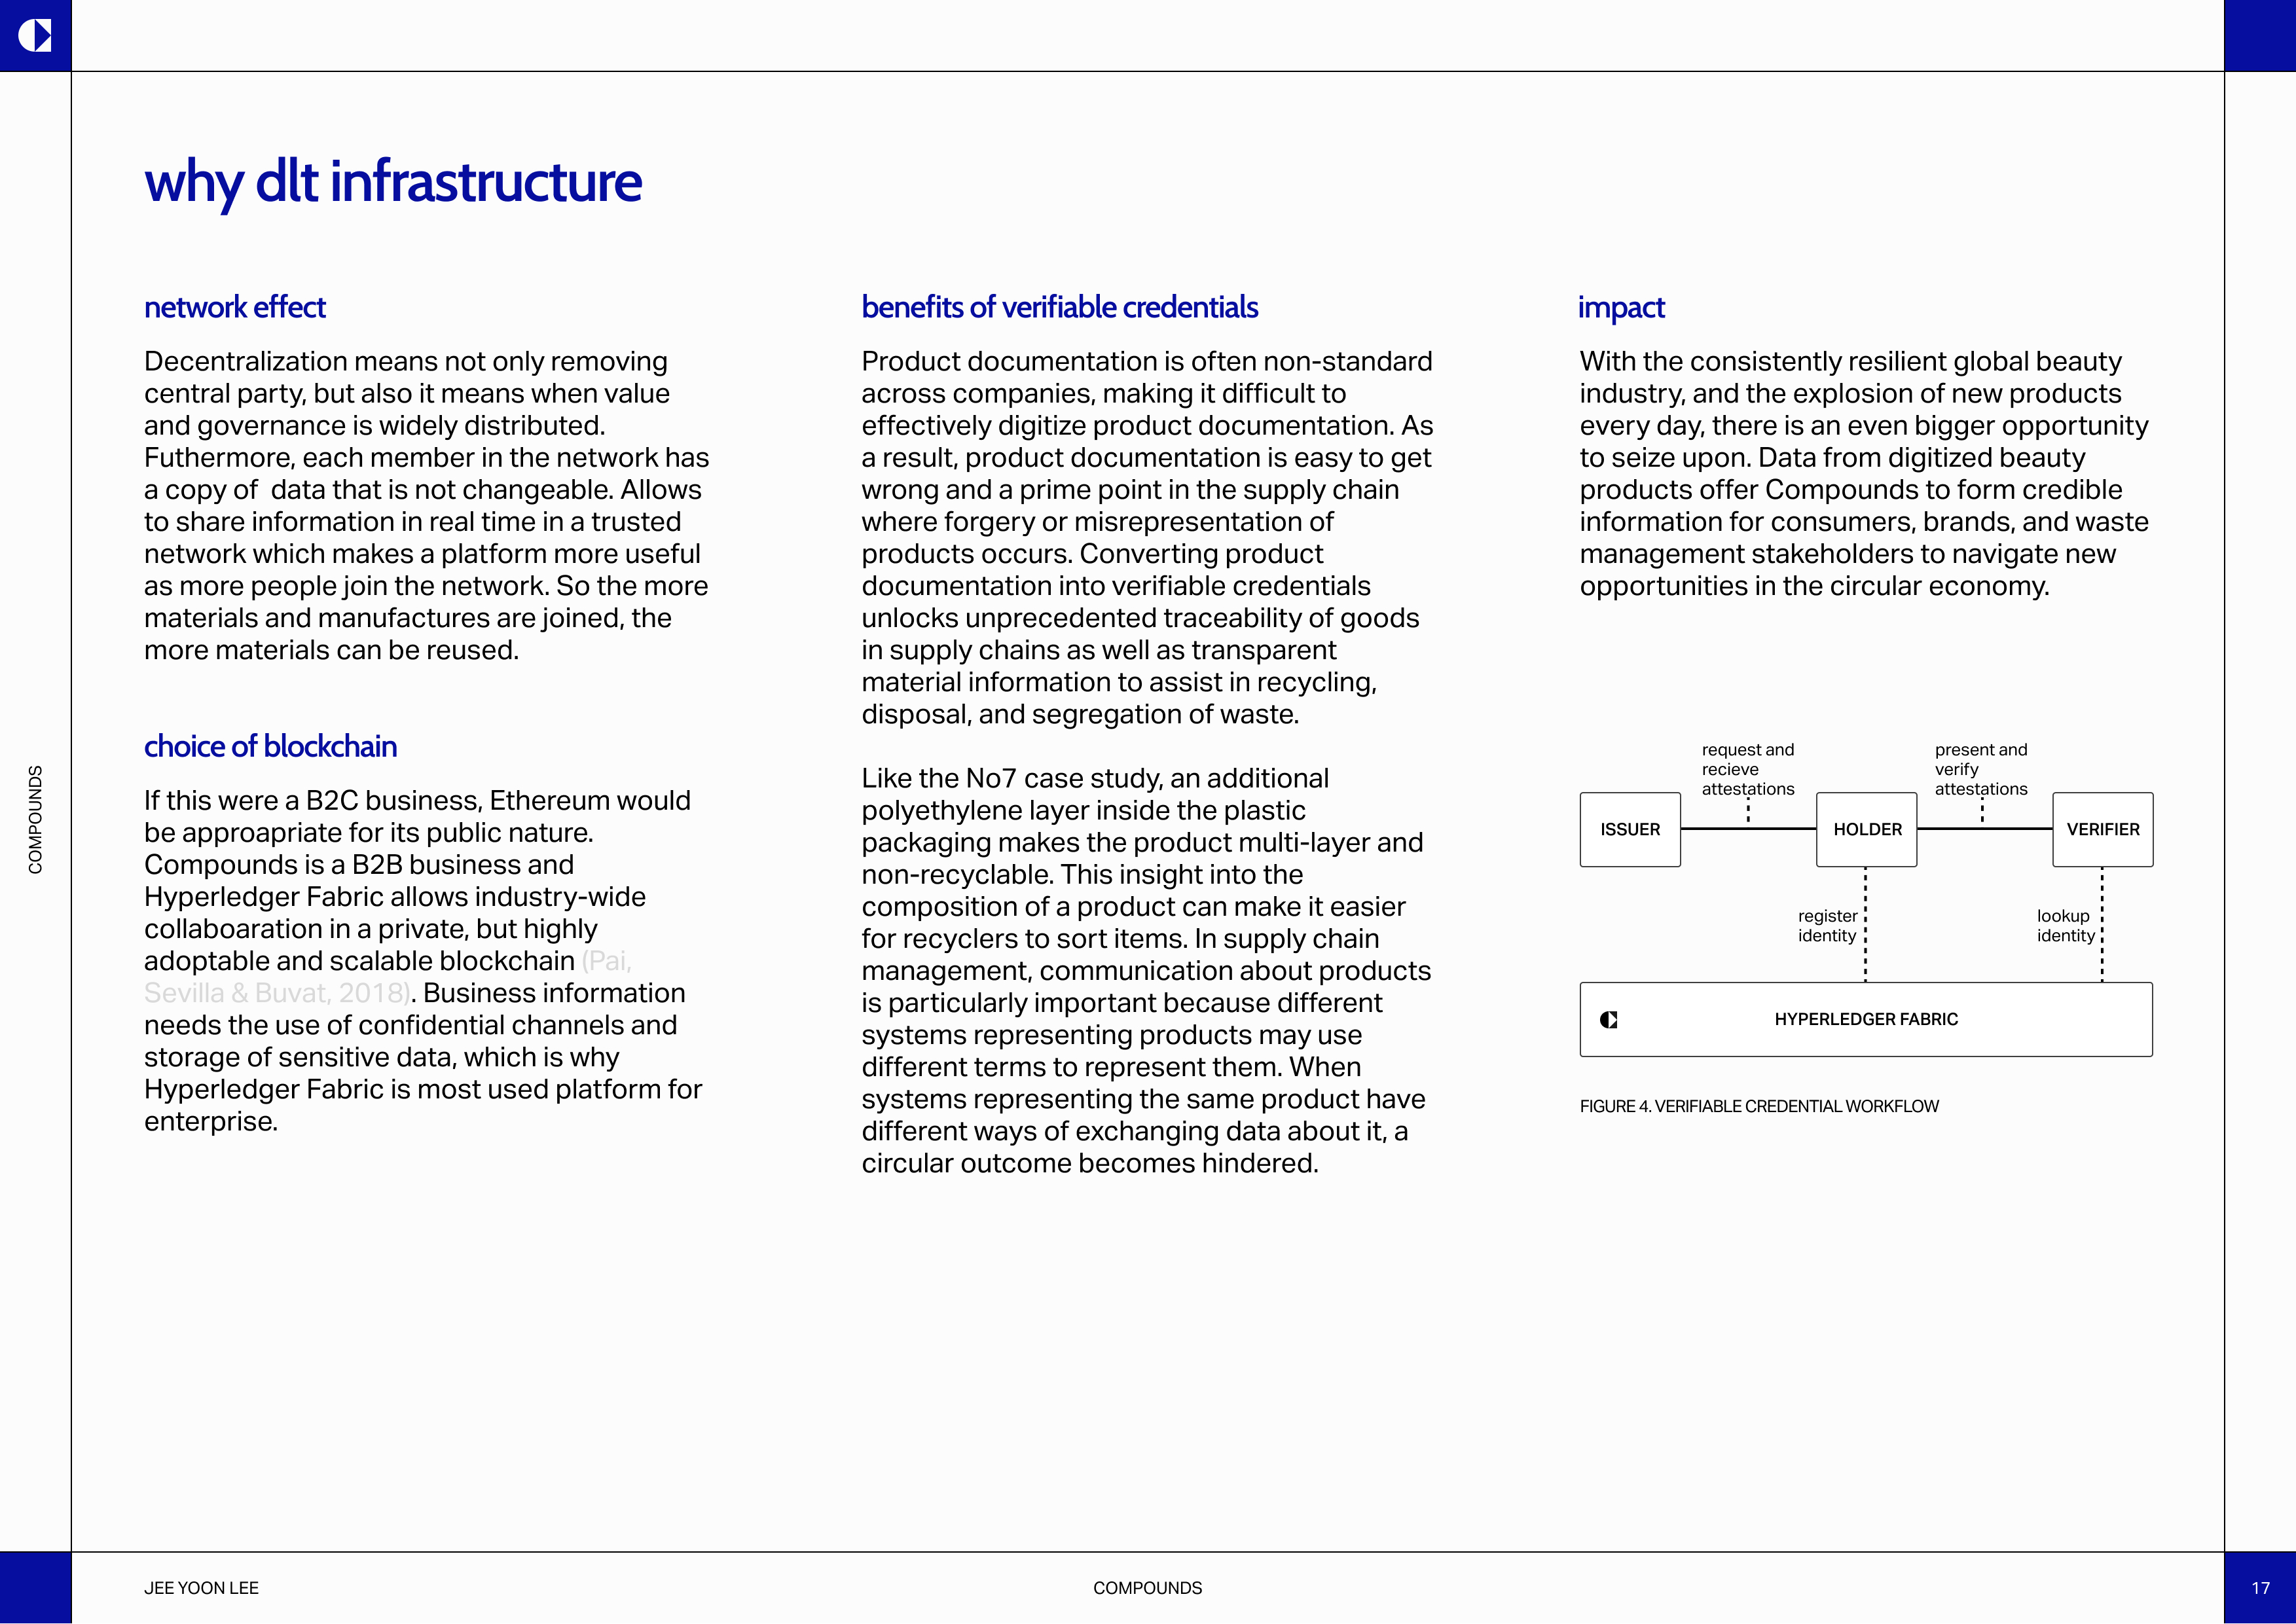 why dlt infrastructure
network effect
Decentralization means not only removing
central party, but also it means when value
and governance is widely distributed.
Futhermore, each member in the network has
a copy of  data that is not changeable. Allows
to share information in real time in a trusted
network which makes a platform more useful
as more people join the network. So the more
materials and manufactures are joined, the
more materials can be reused.
choice of blockchain
If this were a B2C business, Ethereum would
be approapriate for its public nature.
Compounds is a B2B business and
Hyperledger Fabric allows industry-wide
collaboaration in a private, but highly
adoptable and scalable blockchain (Pai,
Sevilla & Buvat, 2018). Business information
needs the use of confidential channels and
storage of sensitive data, which is why
Hyperledger Fabric is most used platform for
enterprise.
benefits of verifiable credentials
Product documentation is often non-standard
across companies, making it difficult to
effectively digitize product documentation. As
a result, product documentation is easy to get
wrong and a prime point in the supply chain
where forgery or misrepresentation of
products occurs. Converting product
documentation into verifiable credentials
unlocks unprecedented traceability of goods
in supply chains as well as transparent
material information to assist in recycling,
disposal, and segregation of waste.
Like the No7 case study, an additional
polyethylene layer inside the plastic
packaging makes the product multi-layer and
non-recyclable. This insight into the
composition of a product can make it easier
for recyclers to sort items. In supply chain
management, communication about products
is particularly important because different
systems representing products may use
different terms to represent them. When
systems representing the same product have
different ways of exchanging data about it, a
circular outcome becomes hindered.
impact
With the consistently resilient global beauty
industry, and the explosion of new products
every day, there is an even bigger opportunity
to seize upon. Data from digitized beauty
products offer Compounds to form credible
information for consumers, brands, and waste
management stakeholders to navigate new
opportunities in the circular economy.
request and
recieve
attestations
present and
verify
attestations
ISSUER
HOLDER
VERIFIER
register
identity
lookup
identity
HYPERLEDGER FABRIC
FIGURE 4. VERIFIABLE CREDENTIAL WORKFLOW
COMPOUNDS
JEE YOON LEE
COMPOUNDS
17